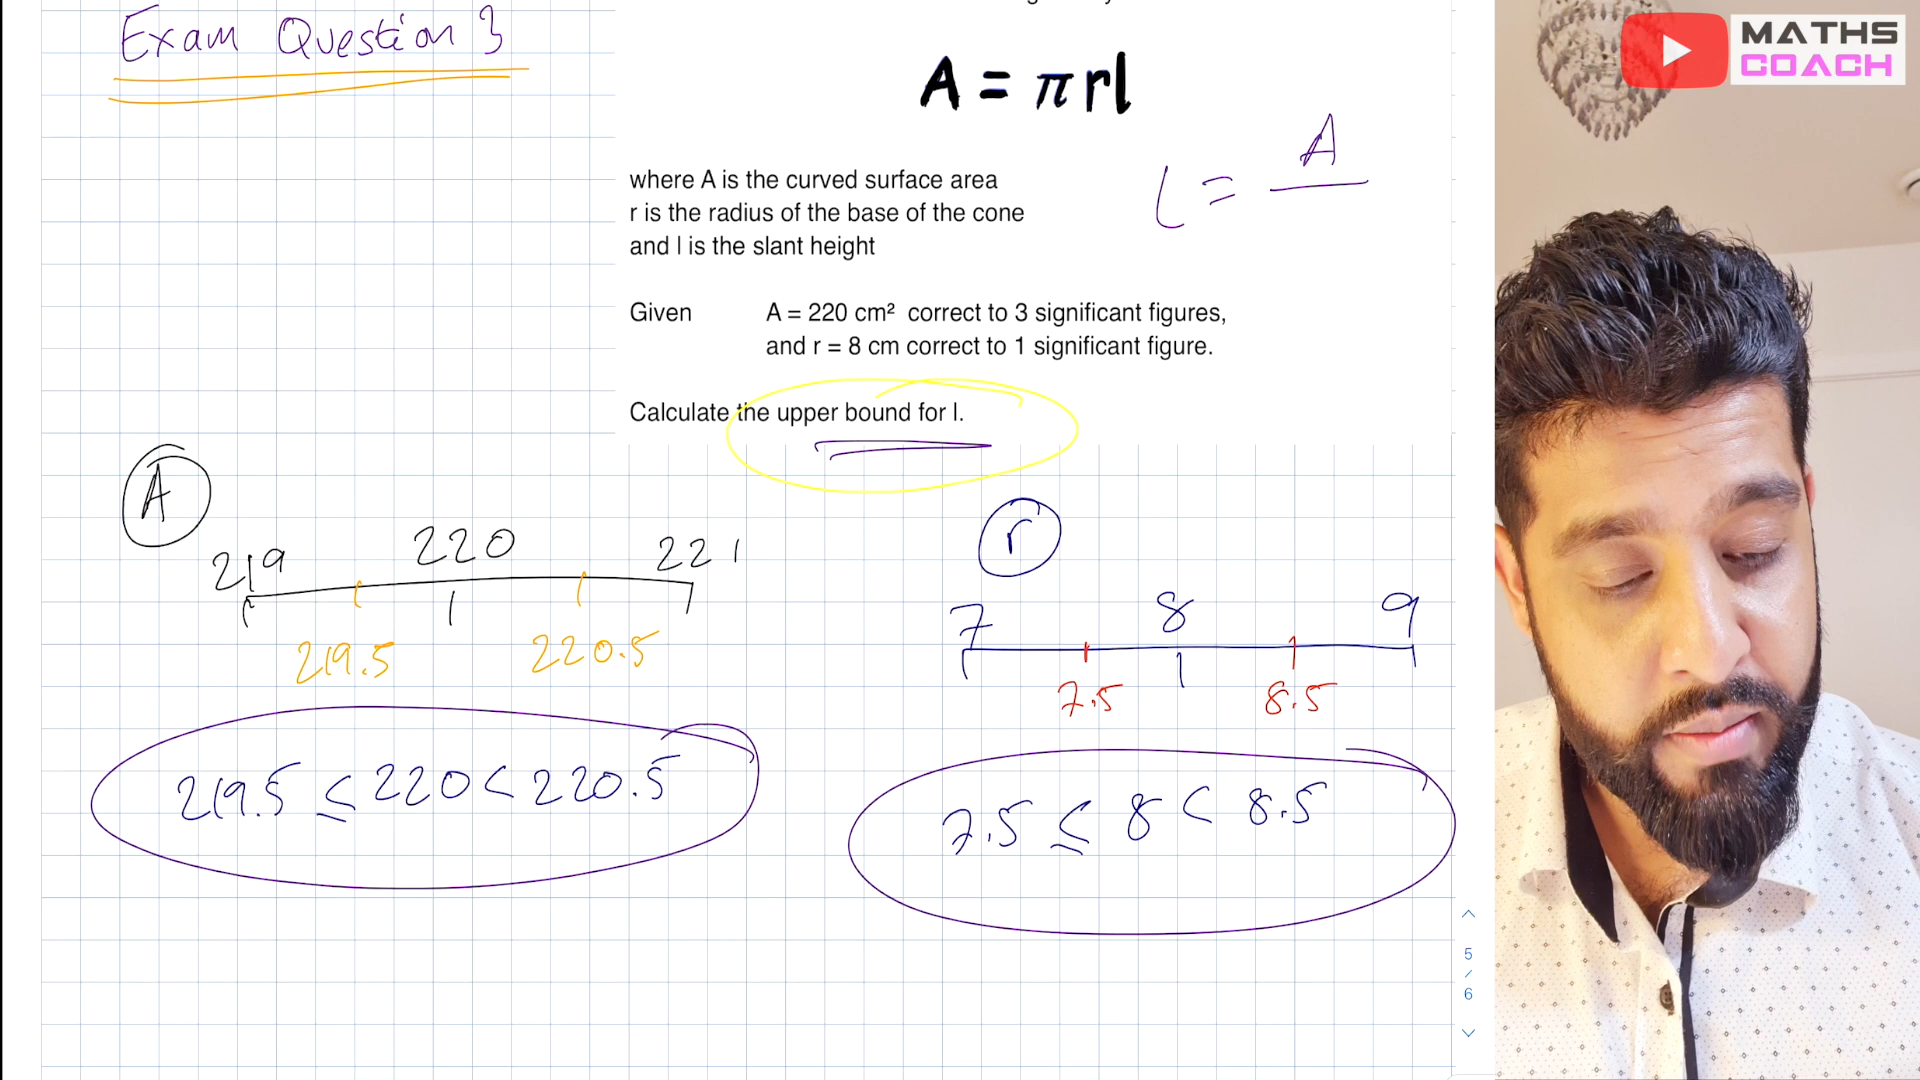 Exam Question 3
A = πrl
MATHS
COACH
l = A
where A is the curved surface area
r is the radius of the base of the cone
and l is the slant height
Given A = 220 cm² correct to 3 significant figures,
and r = 8 cm correct to 1 significant figure.
Calculate the upper bound for l.
A
219 220 221
219.5 220.5
219.5 ≤ 220 < 220.5
r
7 8 9
7.5 8.5
7.5 ≤ 8 < 8.5
5
/
6